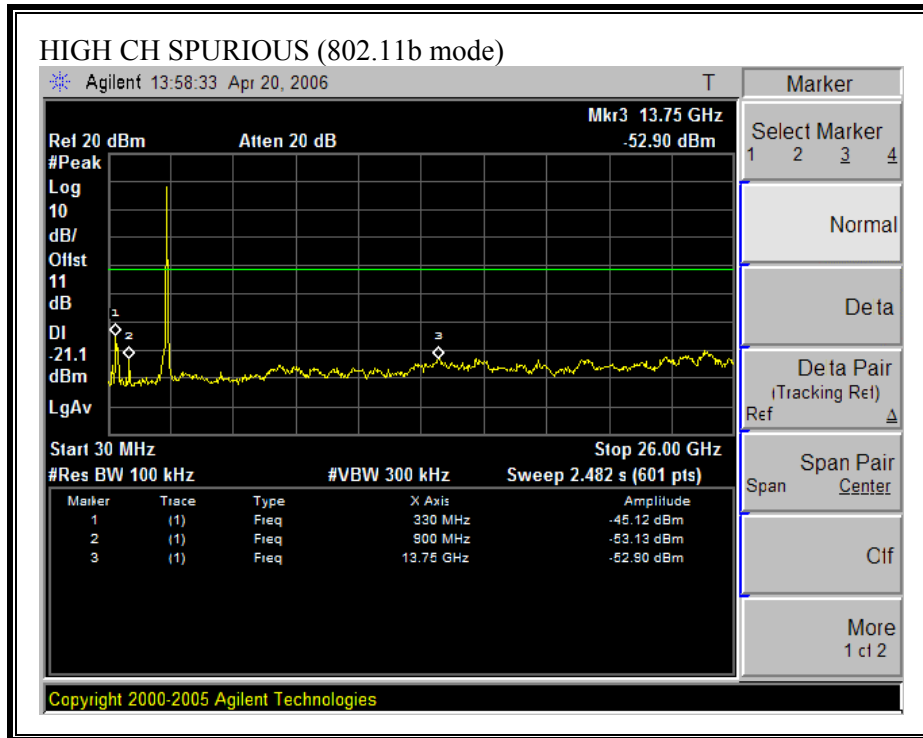 HIGH CH SPURIOUS (802.11b mode)
Agilent 13:58:33 Apr 20, 2006 T
Mkr3 13.75 GHz
Ref 20 dBm Atten 20 dB -52.90 dBm
#Peak
Log
10
dB/
Offst
11
dB
DI
-21.1
dBm
LgAv
1
2
3
Start 30 MHz Stop 26.00 GHz
#Res BW 100 kHz #VBW 300 kHz Sweep 2.482 s (601 pts)
Marker Trace Type X Axis Amplitude
1 (1) Freq 330 MHz -45.12 dBm
2 (1) Freq 900 MHz -53.13 dBm
3 (1) Freq 13.75 GHz -52.90 dBm
Copyright 2000-2005 Agilent Technologies
Marker
Select Marker
1 2 3 4
Normal
Delta
Delta Pair
(Tracking Ref)
Ref Δ
Span Pair
Span Center
Off
More
1 of 2